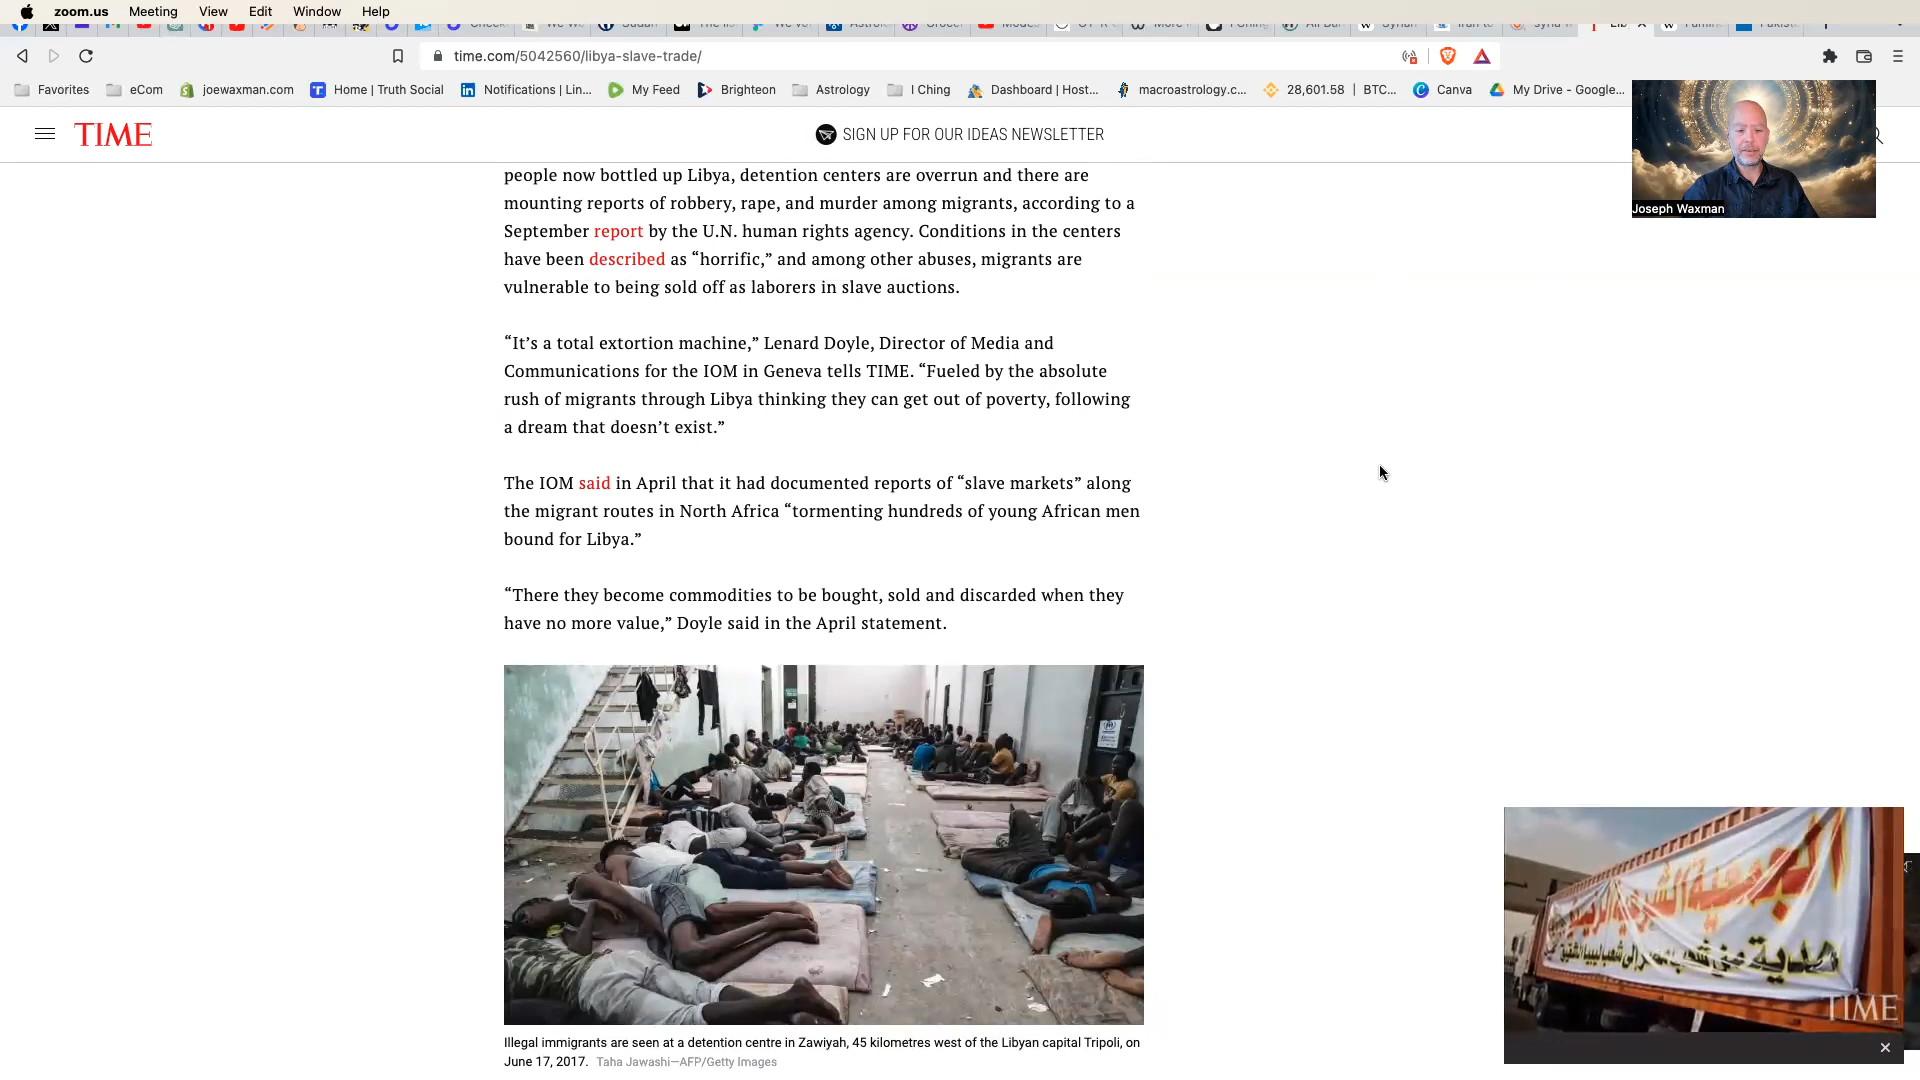 zoom.us Meeting View Edit Window Help
time.com/5042560/libya-slave-trade/
Favorites eCom joewaxman.com Home | Truth Social Notifications | Lin... My Feed Brighteon Astrology I Ching Dashboard | Host... macroastrology.c... 28,601.58 | BTC... Canva My Drive - Google...
TIME
SIGN UP FOR OUR IDEAS NEWSLETTER
Joseph Waxman
people now bottled up Libya, detention centers are overrun and there are
mounting reports of robbery, rape, and murder among migrants, according to a
September report by the U.N. human rights agency. Conditions in the centers
have been described as “horrific,” and among other abuses, migrants are
vulnerable to being sold off as laborers in slave auctions.
“It’s a total extortion machine,” Lenard Doyle, Director of Media and
Communications for the IOM in Geneva tells TIME. “Fueled by the absolute
rush of migrants through Libya thinking they can get out of poverty, following
a dream that doesn’t exist.”
The IOM said in April that it had documented reports of “slave markets” along
the migrant routes in North Africa “tormenting hundreds of young African men
bound for Libya.”
“There they become commodities to be bought, sold and discarded when they
have no more value,” Doyle said in the April statement.
Illegal immigrants are seen at a detention centre in Zawiyah, 45 kilometres west of the Libyan capital Tripoli, on
June 17, 2017. Taha Jawashi—AFP/Getty Images
الجمعية الشرعية
هدية من شعب مصر إلى شعب ليبيا الشقيق
TIME